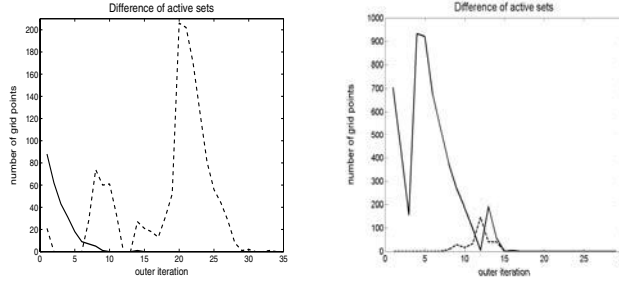 Difference of active sets
number of grid points
200
180
160
140
120
100
80
60
40
20
0
0 5 10 15 20 25 30 35
outer iteration
Difference of active sets
number of grid points
1000
900
800
700
600
500
400
300
200
100
0
0 5 10 15 20 25
outer iteration